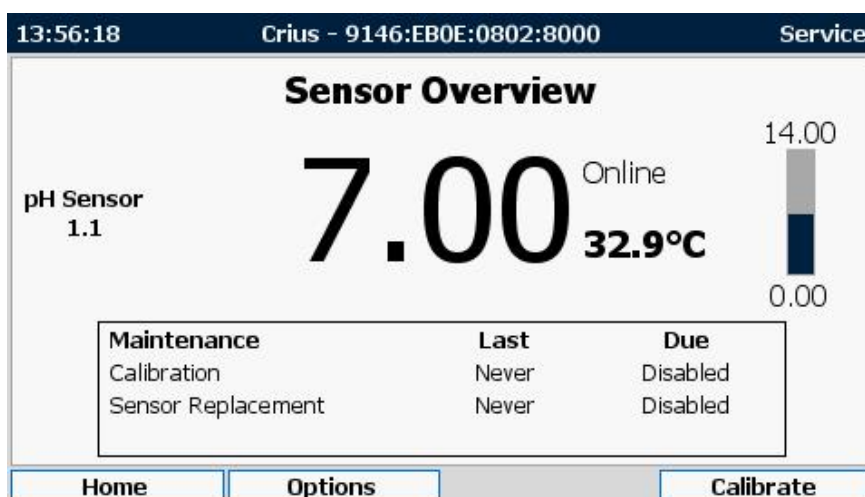 13:56:18 Crius - 9146:EB0E:0802:8000 Service
Sensor Overview
14.00
pH Sensor
1.1
7.00
Online
32.9°C
0.00
Maintenance Last Due
Calibration Never Disabled
Sensor Replacement Never Disabled
Home Options Calibrate